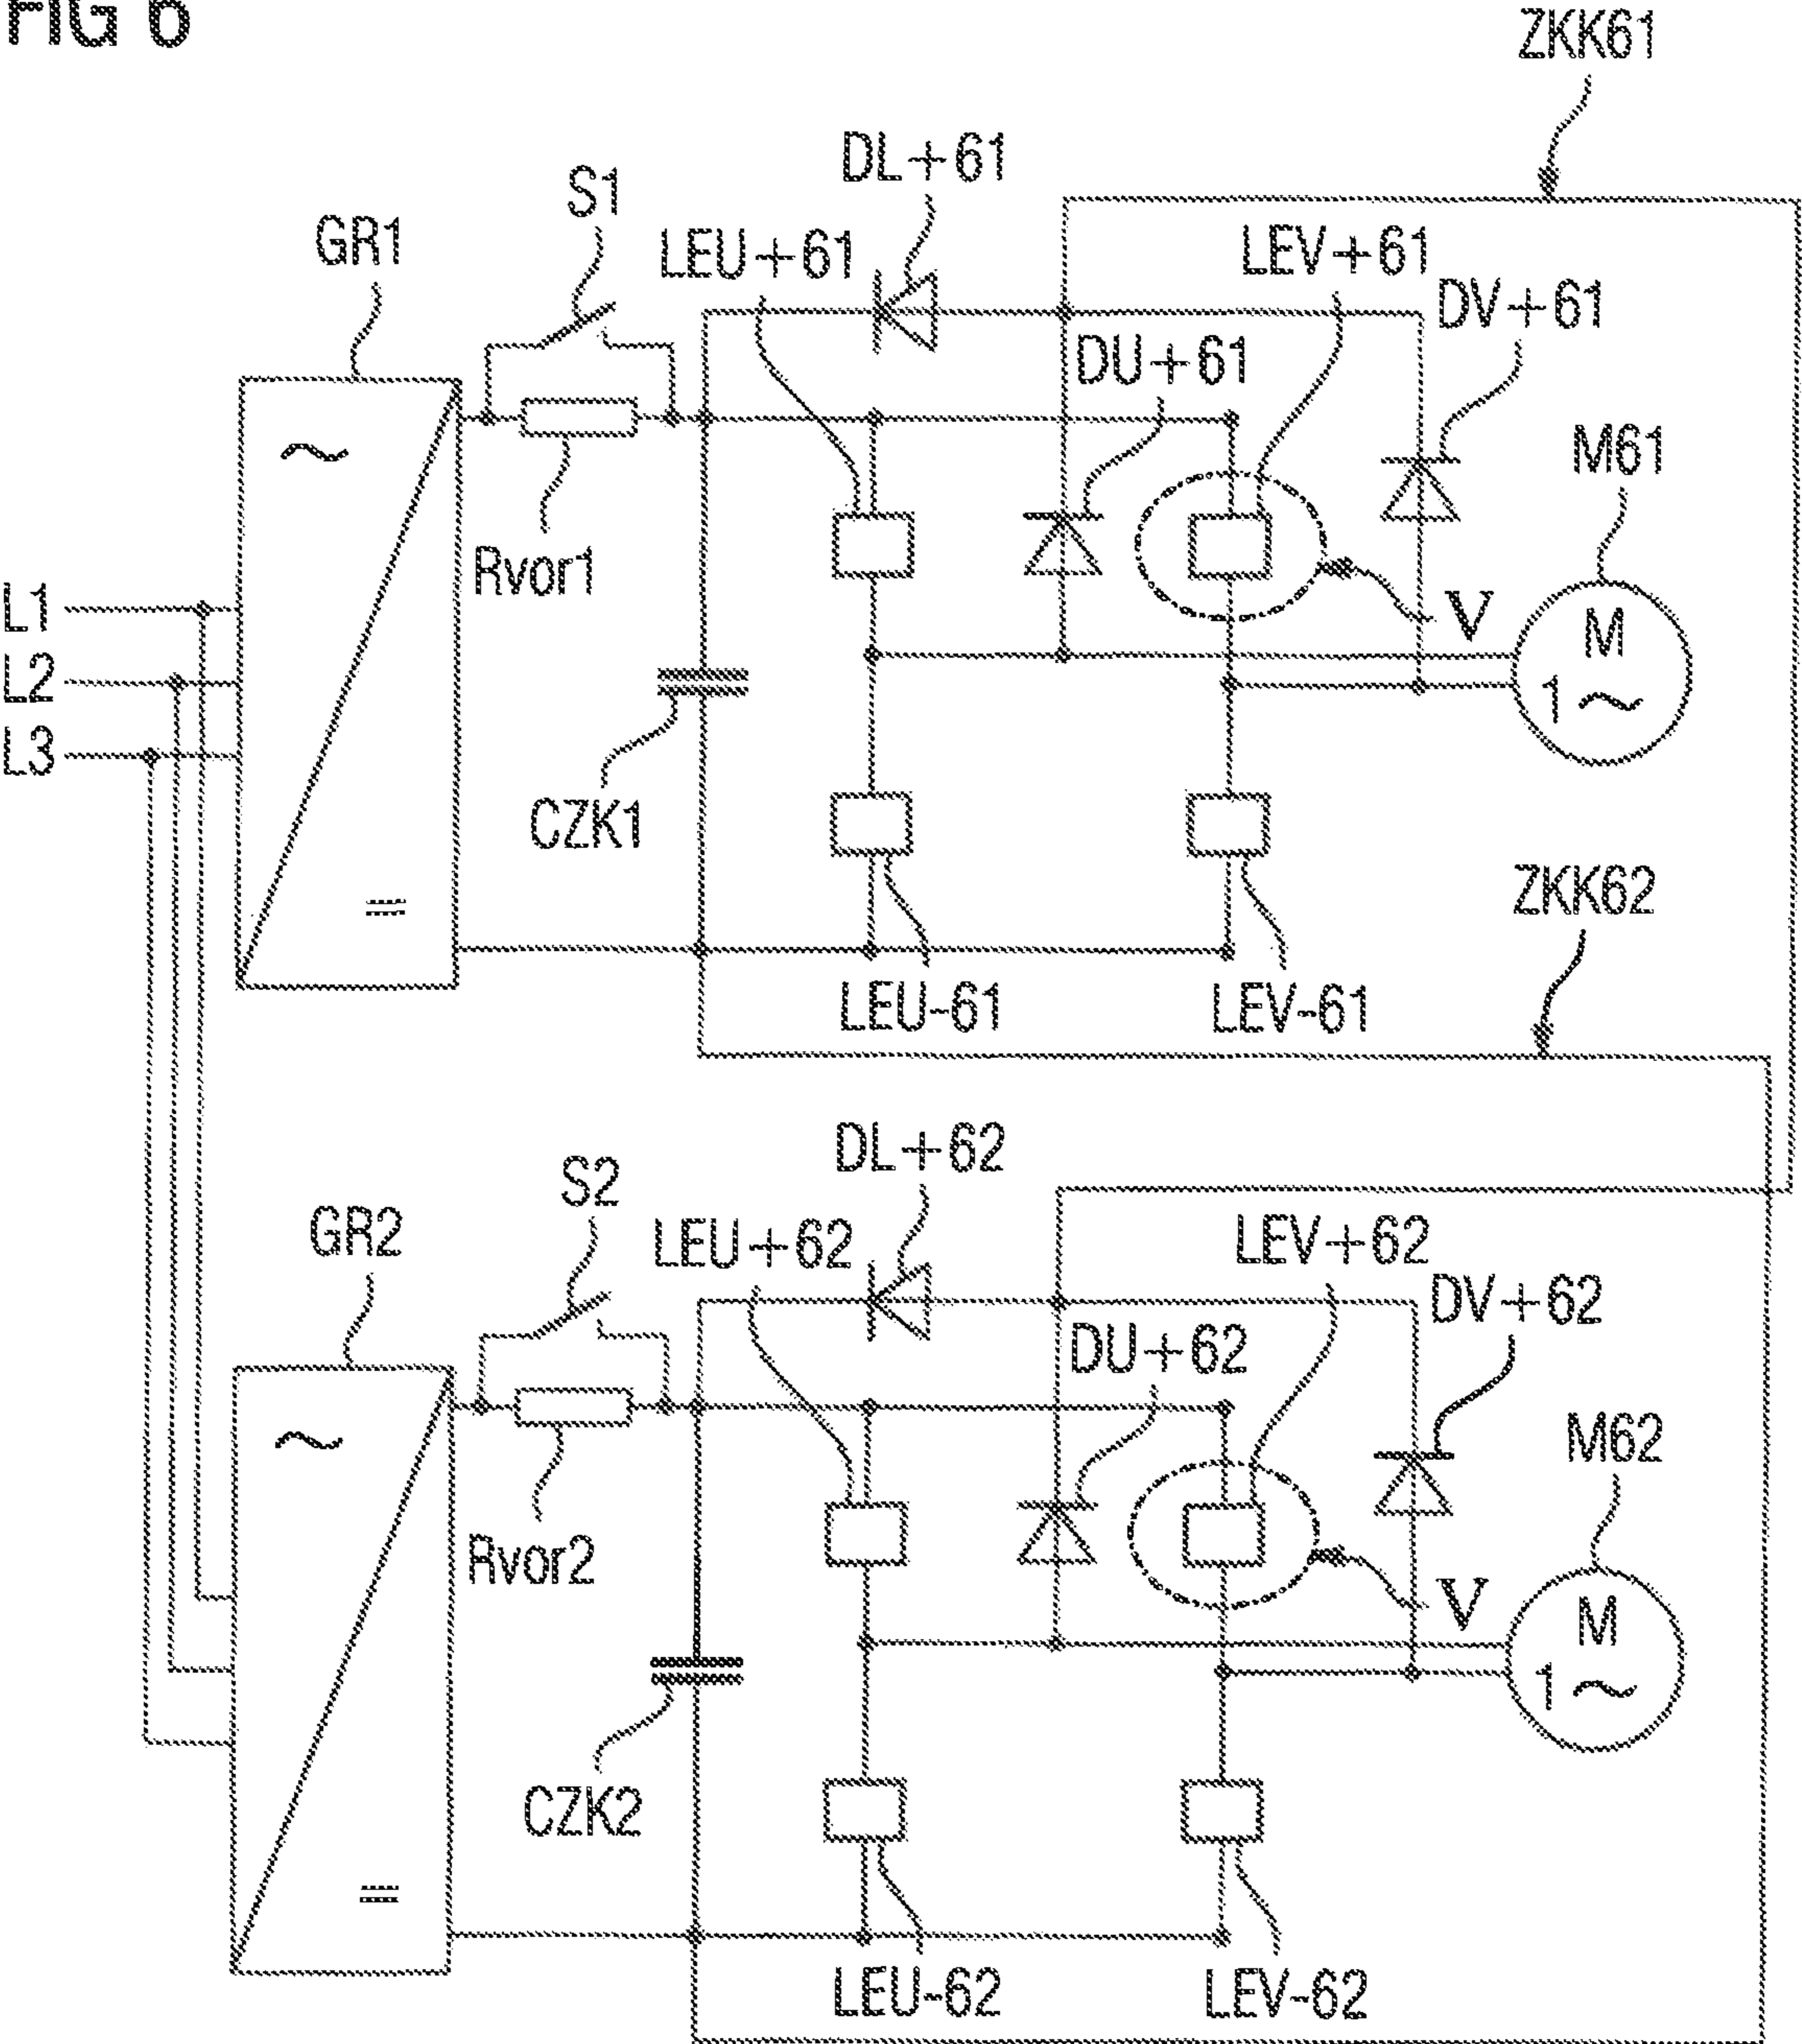 FIG 6
ZKK61
DL+61
S1
GR1
LEU+61
LEV+61
DV+61
DU+61
M61
~
Rvor1
L1
V
M
L2
1 ~
L3
CZK1
ZKK62
=
LEU-61
LEV-61
DL+62
S2
GR2
LEU+62
LEV+62
DV+62
DU+62
M62
~
Rvor2
V
M
1 ~
CZK2
=
LEU-62
LEV-62